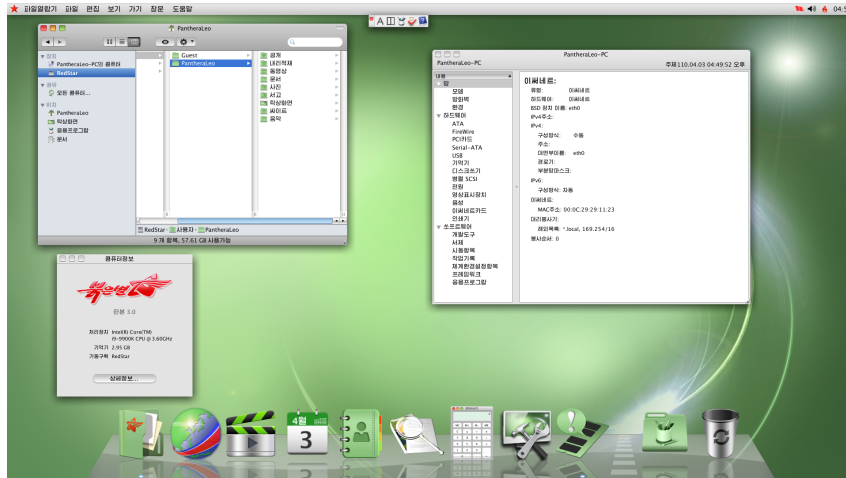 파일열람기 파일 편집 보기 가기 창문 도움말
PantheraLeo
장치
PantheraLeo-PC의 콤퓨터
RedStar
공유
모든 콤퓨터...
위치
PantheraLeo
탁상화면
응용프로그람
문서
Guest
PantheraLeo
공개
내리적재
동영상
문서
사진
서고
탁상화면
싸이트
음악
RedStar 사용자 PantheraLeo
9 개 항목, 57.61 GB 사용가능
콤퓨터정보
붉은별
판본 3.0
처리장치 Intel(R) Core(TM)
i9-9900K CPU @ 3.60GHz
기억기 2.95 GB
기동구획 RedStar
상세정보...
PantheraLeo-PC
PantheraLeo-PC
주체110.04.03 04:49:52 오후
내용
망
모뎀
방화벽
환경
하드웨어
ATA
FireWire
PCI카드
Serial-ATA
USB
기억기
디스크쓰기
병렬 SCSI
전원
영상표시장치
음성
이써네트카드
인쇄기
쏘프트웨어
개발도구
서체
시동항목
작업기록
체계환경설정항목
프레임워크
응용프로그람
이써네트:
류형: 이써네트
하드웨어: 이써네트
BSD 장치 이름: eth0
IPv4주소:
IPv4:
구성방식: 수동
주소:
대면부이름: eth0
경로기:
부분망마스크:
IPv6:
구성방식: 자동
이써네트:
MAC주소: 00:0C:29:29:11:23
대리봉사기:
례외목록: *.local, 169.254/16
봉사순서: 0
4월
3